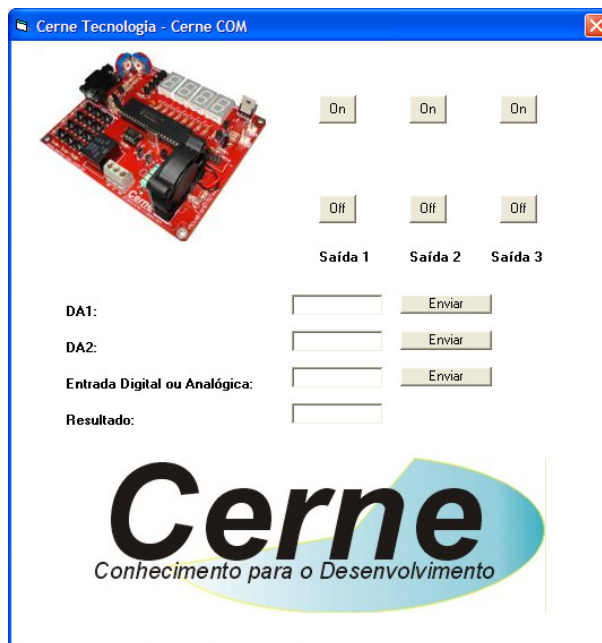 Cerne Tecnologia - Cerne COM
On On On
Off Off Off
Saída 1 Saída 2 Saída 3
DA1: Enviar
DA2: Enviar
Entrada Digital ou Analógica: Enviar
Resultado:
Cerne
Conhecimento para o Desenvolvimento